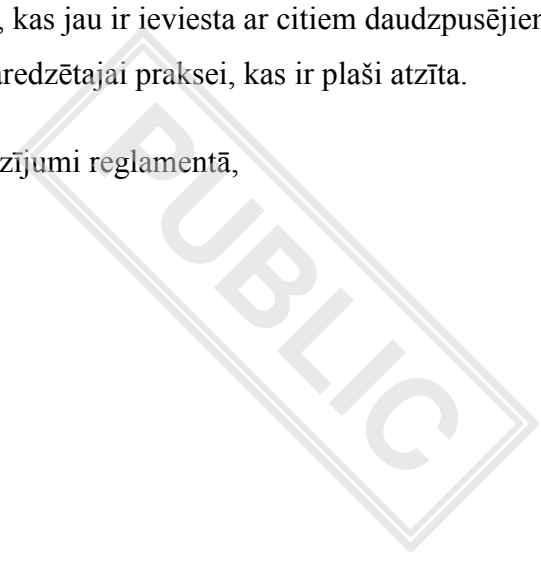 , kas jau ir ieviesta ar citiem daudzpusējiem
aredzētajai praksei, kas ir plaši atzīta.
zījumi reglamentā,
PUBLIC